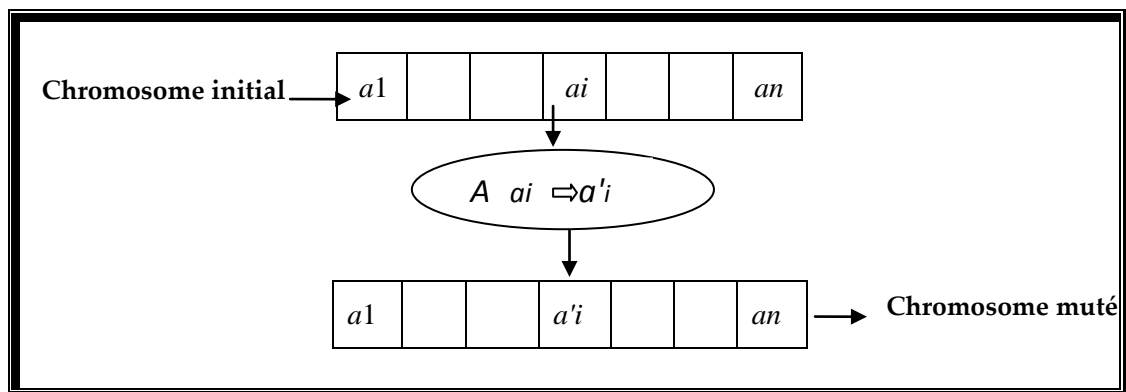 Chromosome initial a1 ai an
A ai ⇨a'i
a1 a'i an Chromosome muté